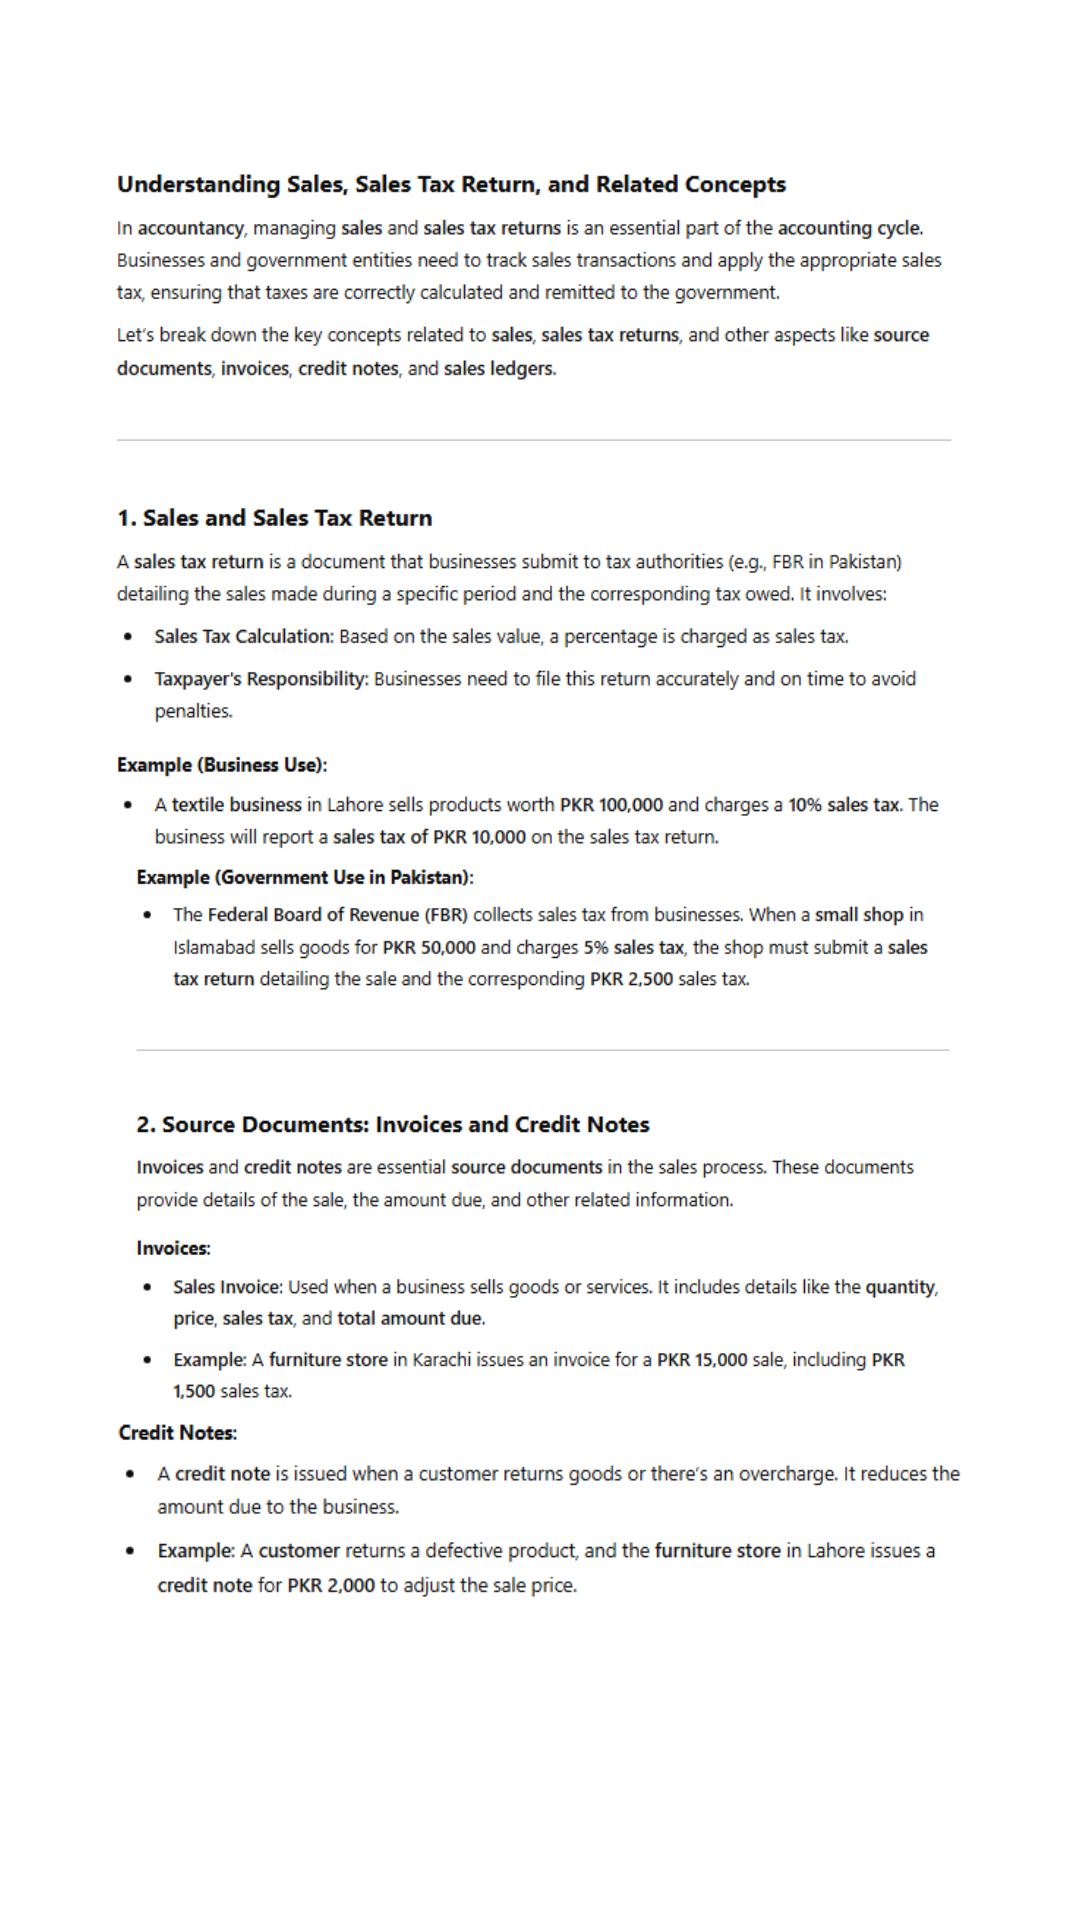 Understanding Sales, Sales Tax Return, and Related Concepts
In accountancy, managing sales and sales tax returns is an essential part of the accounting cycle.
Businesses and government entities need to track sales transactions and apply the appropriate sales
tax, ensuring that taxes are correctly calculated and remitted to the government.
Let's break down the key concepts related to sales, sales tax returns, and other aspects like source
documents, invoices, credit notes, and sales ledgers.
1. Sales and Sales Tax Return
A sales tax return is a document that businesses submit to tax authorities (e.g., FBR in Pakistan)
detailing the sales made during a specific period and the corresponding tax owed. It involves:
• Sales Tax Calculation: Based on the sales value, a percentage is charged as sales tax.
• Taxpayer's Responsibility: Businesses need to file this return accurately and on time to avoid
penalties.
Example (Business Use):
• A textile business in Lahore sells products worth PKR 100,000 and charges a 10% sales tax. The
business will report a sales tax of PKR 10,000 on the sales tax return.
Example (Government Use in Pakistan):
• The Federal Board of Revenue (FBR) collects sales tax from businesses. When a small shop in
Islamabad sells goods for PKR 50,000 and charges 5% sales tax, the shop must submit a sales
tax return detailing the sale and the corresponding PKR 2,500 sales tax.
2. Source Documents: Invoices and Credit Notes
Invoices and credit notes are essential source documents in the sales process. These documents
provide details of the sale, the amount due, and other related information.
Invoices:
• Sales Invoice: Used when a business sells goods or services. It includes details like the quantity,
price, sales tax, and total amount due.
• Example: A furniture store in Karachi issues an invoice for a PKR 15,000 sale, including PKR
1,500 sales tax.
Credit Notes:
• A credit note is issued when a customer returns goods or there's an overcharge. It reduces the
amount due to the business.
• Example: A customer returns a defective product, and the furniture store in Lahore issues a
credit note for PKR 2,000 to adjust the sale price.